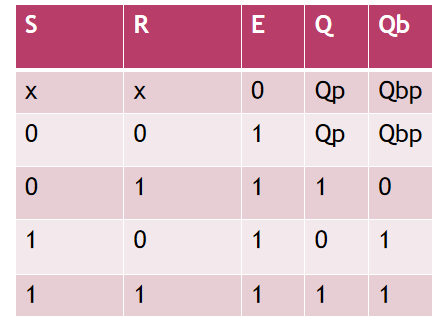 S R E Q Qb
x x 0 Qp Qbp
0 0 1 Qp Qbp
0 1 1 1 0
1 0 1 0 1
1 1 1 1 1